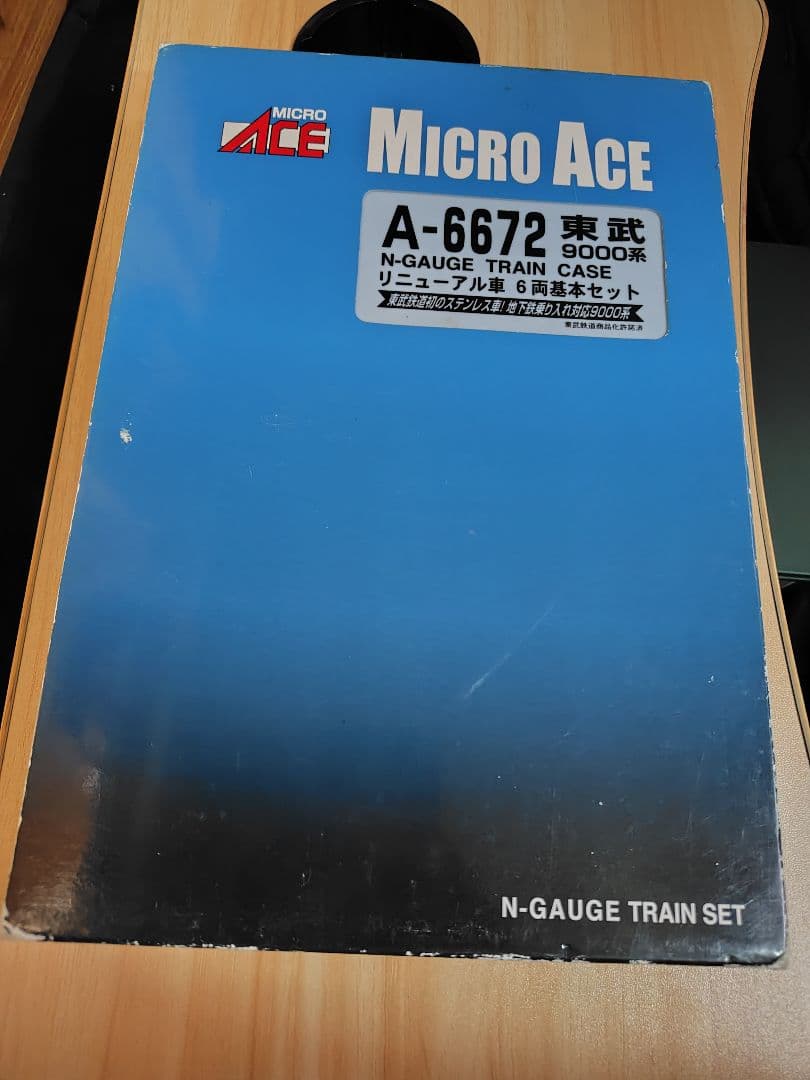 MICRO
ACE
MICRO ACE
A-6672 東武
9000系
N-GAUGE TRAIN CASE
リニューアル車 6両基本セット
東武鉄道初のステンレス車!地下鉄乗り入れ対応9000系
東武鉄道商品化許諾済
N-GAUGE TRAIN SET